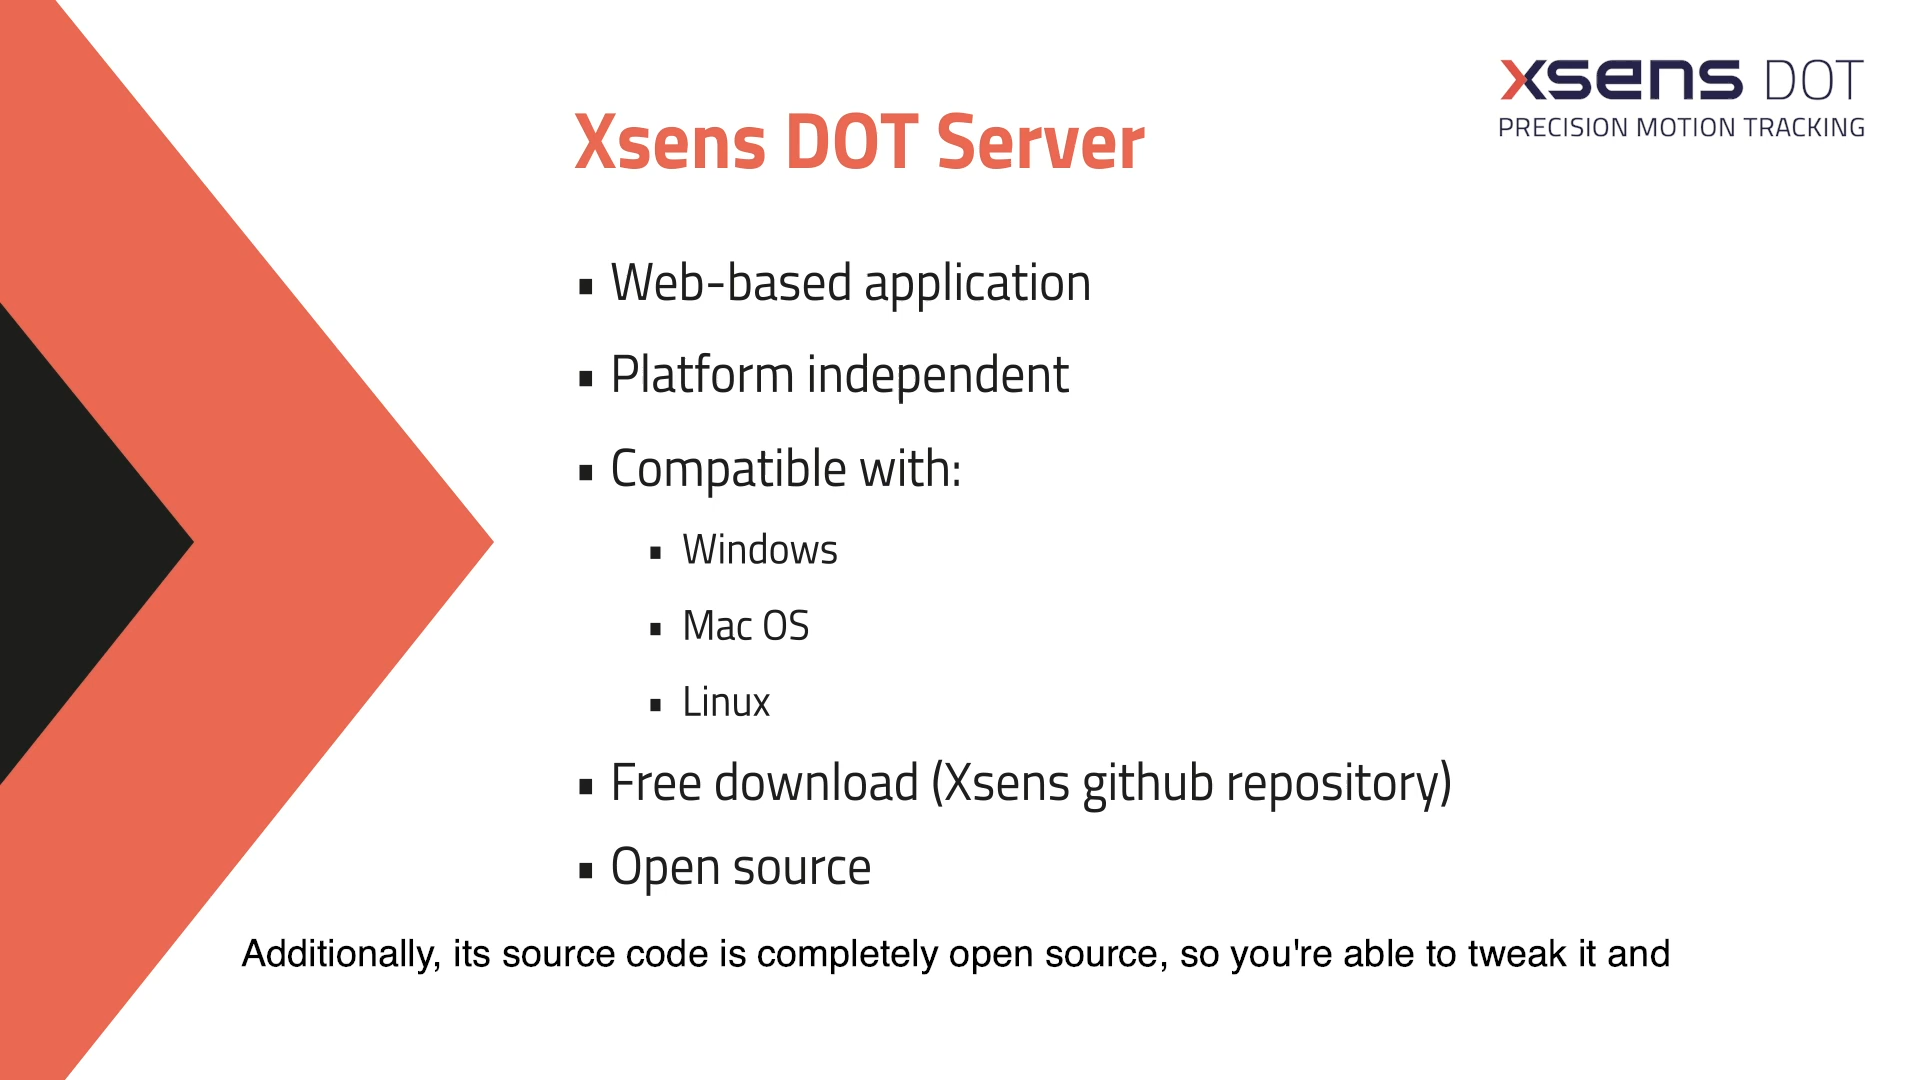 xsens DOT
PRECISION MOTION TRACKING
Xsens DOT Server
▪ Web-based application
▪ Platform independent
▪ Compatible with:
▪ Windows
▪ Mac OS
▪ Linux
▪ Free download (Xsens github repository)
▪ Open source
Additionally, its source code is completely open source, so you're able to tweak it and